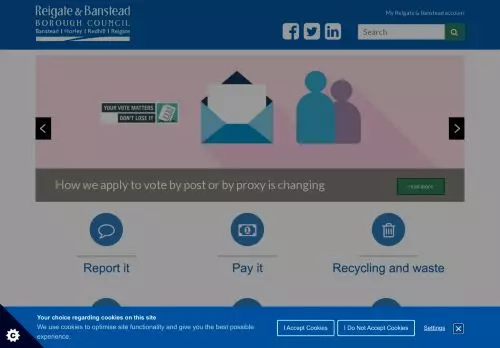 Reigate & Banstead
BOROUGH COUNCIL
Banstead | Horley | Redhill | Reigate
My Reigate & Banstead account
Search
YOUR VOTE MATTERS
DON'T LOSE IT
How we apply to vote by post or by proxy is changing
read more
Report it
Pay it
Recycling and waste
Your choice regarding cookies on this site
We use cookies to optimise site functionality and give you the best possible
experience.
I Accept Cookies
I Do Not Accept Cookies
Settings